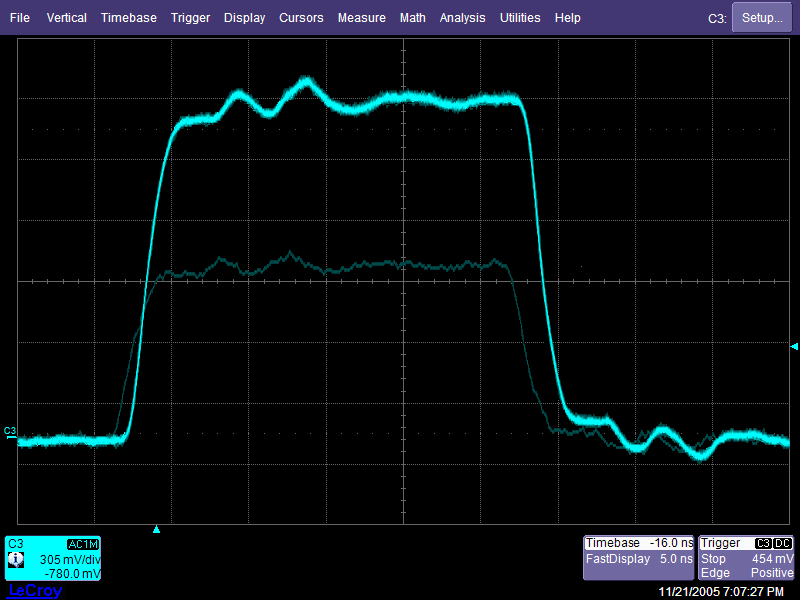 File Vertical Timebase Trigger Display Cursors Measure Math Analysis Utilities Help C3: Setup...
C3
C3 AC1M
305 mV/div
-780.0 mV
LeCroy
Timebase -16.0 ns
FastDisplay 5.0 ns
Trigger C3 DC
Stop 454 mV
Edge Positive
11/21/2005 7:07:27 PM